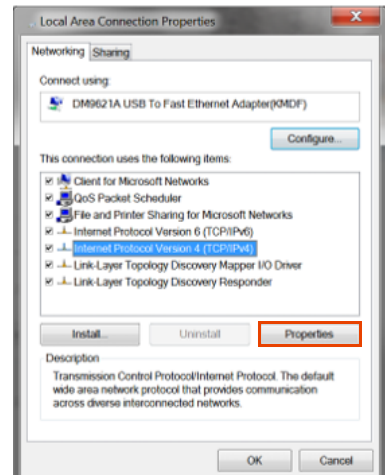 Local Area Connection Properties
Networking Sharing
Connect using:
DM9621A USB To Fast Ethernet Adapter(KMDF)
Configure...
This connection uses the following items:
Client for Microsoft Networks
QoS Packet Scheduler
File and Printer Sharing for Microsoft Networks
Internet Protocol Version 6 (TCP/IPv6)
Internet Protocol Version 4 (TCP/IPv4)
Link-Layer Topology Discovery Mapper I/O Driver
Link-Layer Topology Discovery Responder
Install... Uninstall Properties
Description
Transmission Control Protocol/Internet Protocol. The default
wide area network protocol that provides communication
across diverse interconnected networks.
OK Cancel